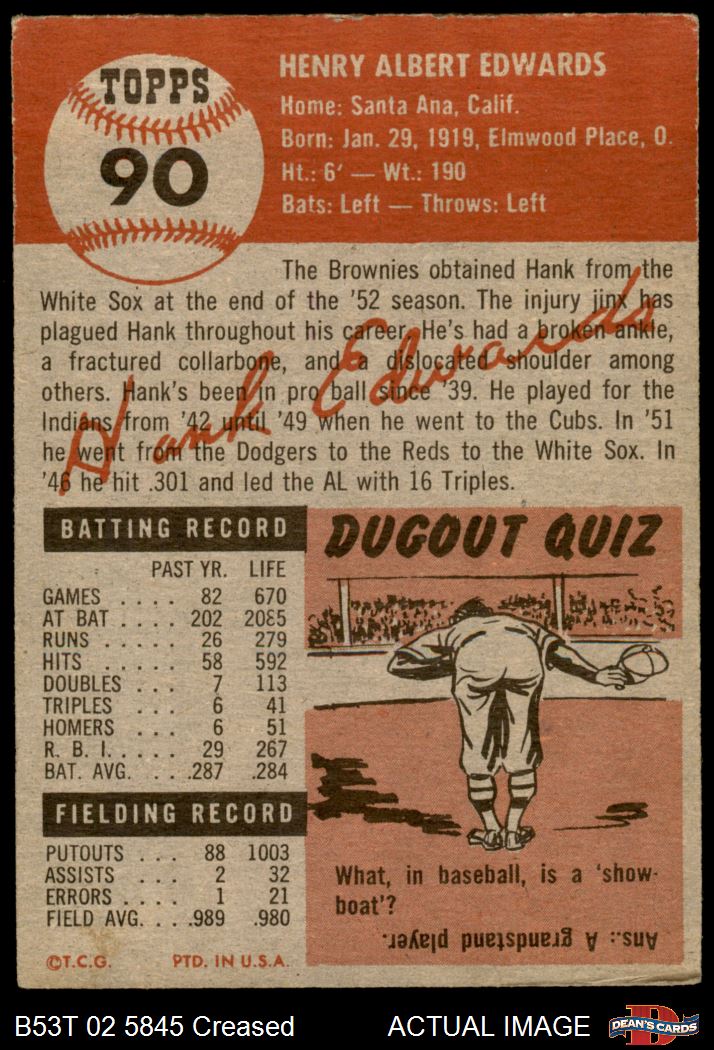 TOPPS
90
HENRY ALBERT EDWARDS
Home: Santa Ana, Calif.
Born: Jan. 29, 1919, Elmwood Place, O.
Ht.: 6' — Wt.: 190
Bats: Left — Throws: Left
The Brownies obtained Hank from the
White Sox at the end of the '52 season. The injury jinx has
plagued Hank throughout his career. He's had a broken ankle,
a fractured collarbone, and a dislocated shoulder among
others. Hank's been in pro ball since '39. He played for the
Indians from '42 until '49 when he went to the Cubs. In '51
he went from the Dodgers to the Reds to the White Sox. In
'46 he hit .301 and led the AL with 16 Triples.
Hank Edwards
BATTING RECORD
PAST YR. LIFE
GAMES . . . . 82 670
AT BAT . . . . 202 2085
RUNS . . . . . 26 279
HITS . . . . . 58 592
DOUBLES . . . 7 113
TRIPLES . . . 6 41
HOMERS . . . 6 51
R. B. I. . . . . 29 267
BAT. AVG. . . . .287 .284
FIELDING RECORD
PUTOUTS . . . 88 1003
ASSISTS . . . 2 32
ERRORS . . . . 1 21
FIELD AVG. . . .989 .980
©T.C.G. PTD. IN U.S.A.
DUGOUT QUIZ
What, in baseball, is a 'show-
boat'?
Ans.: A grandstand player.
B53T 02 5845 Creased ACTUAL IMAGE
DEAN'S CARDS